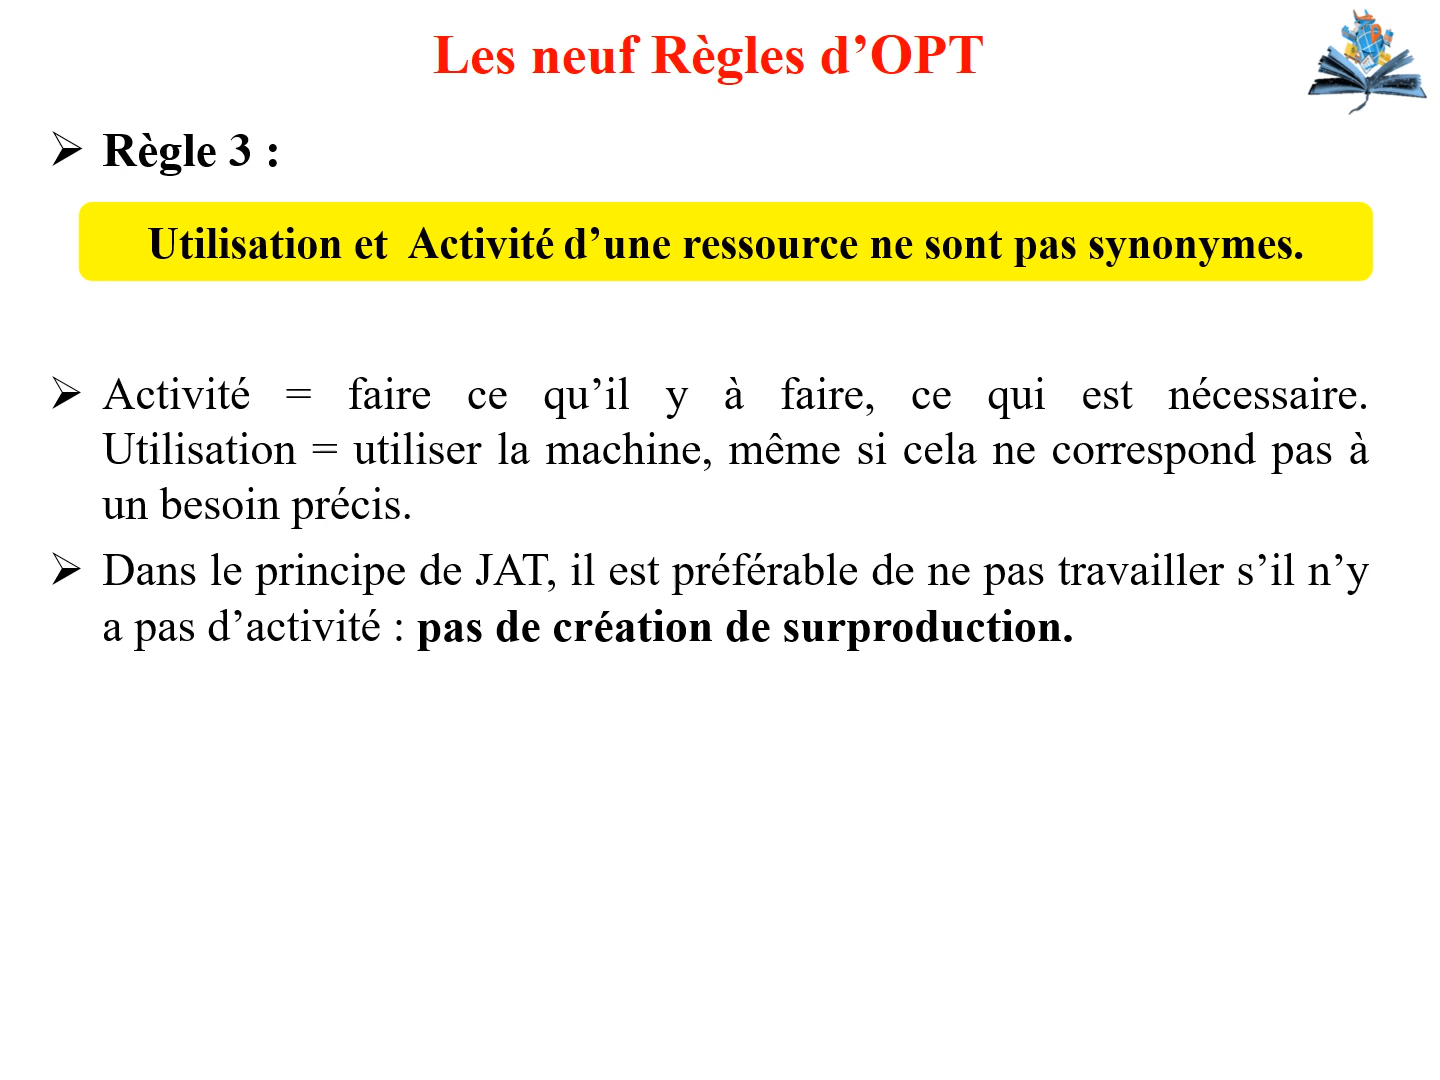 Les neuf Règles d’OPT
➢ Règle 3 :
Utilisation et Activité d’une ressource ne sont pas synonymes.
➢ Activité = faire ce qu’il y à faire, ce qui est nécessaire.
Utilisation = utiliser la machine, même si cela ne correspond pas à
un besoin précis.
➢ Dans le principe de JAT, il est préférable de ne pas travailler s’il n’y
a pas d’activité : pas de création de surproduction.